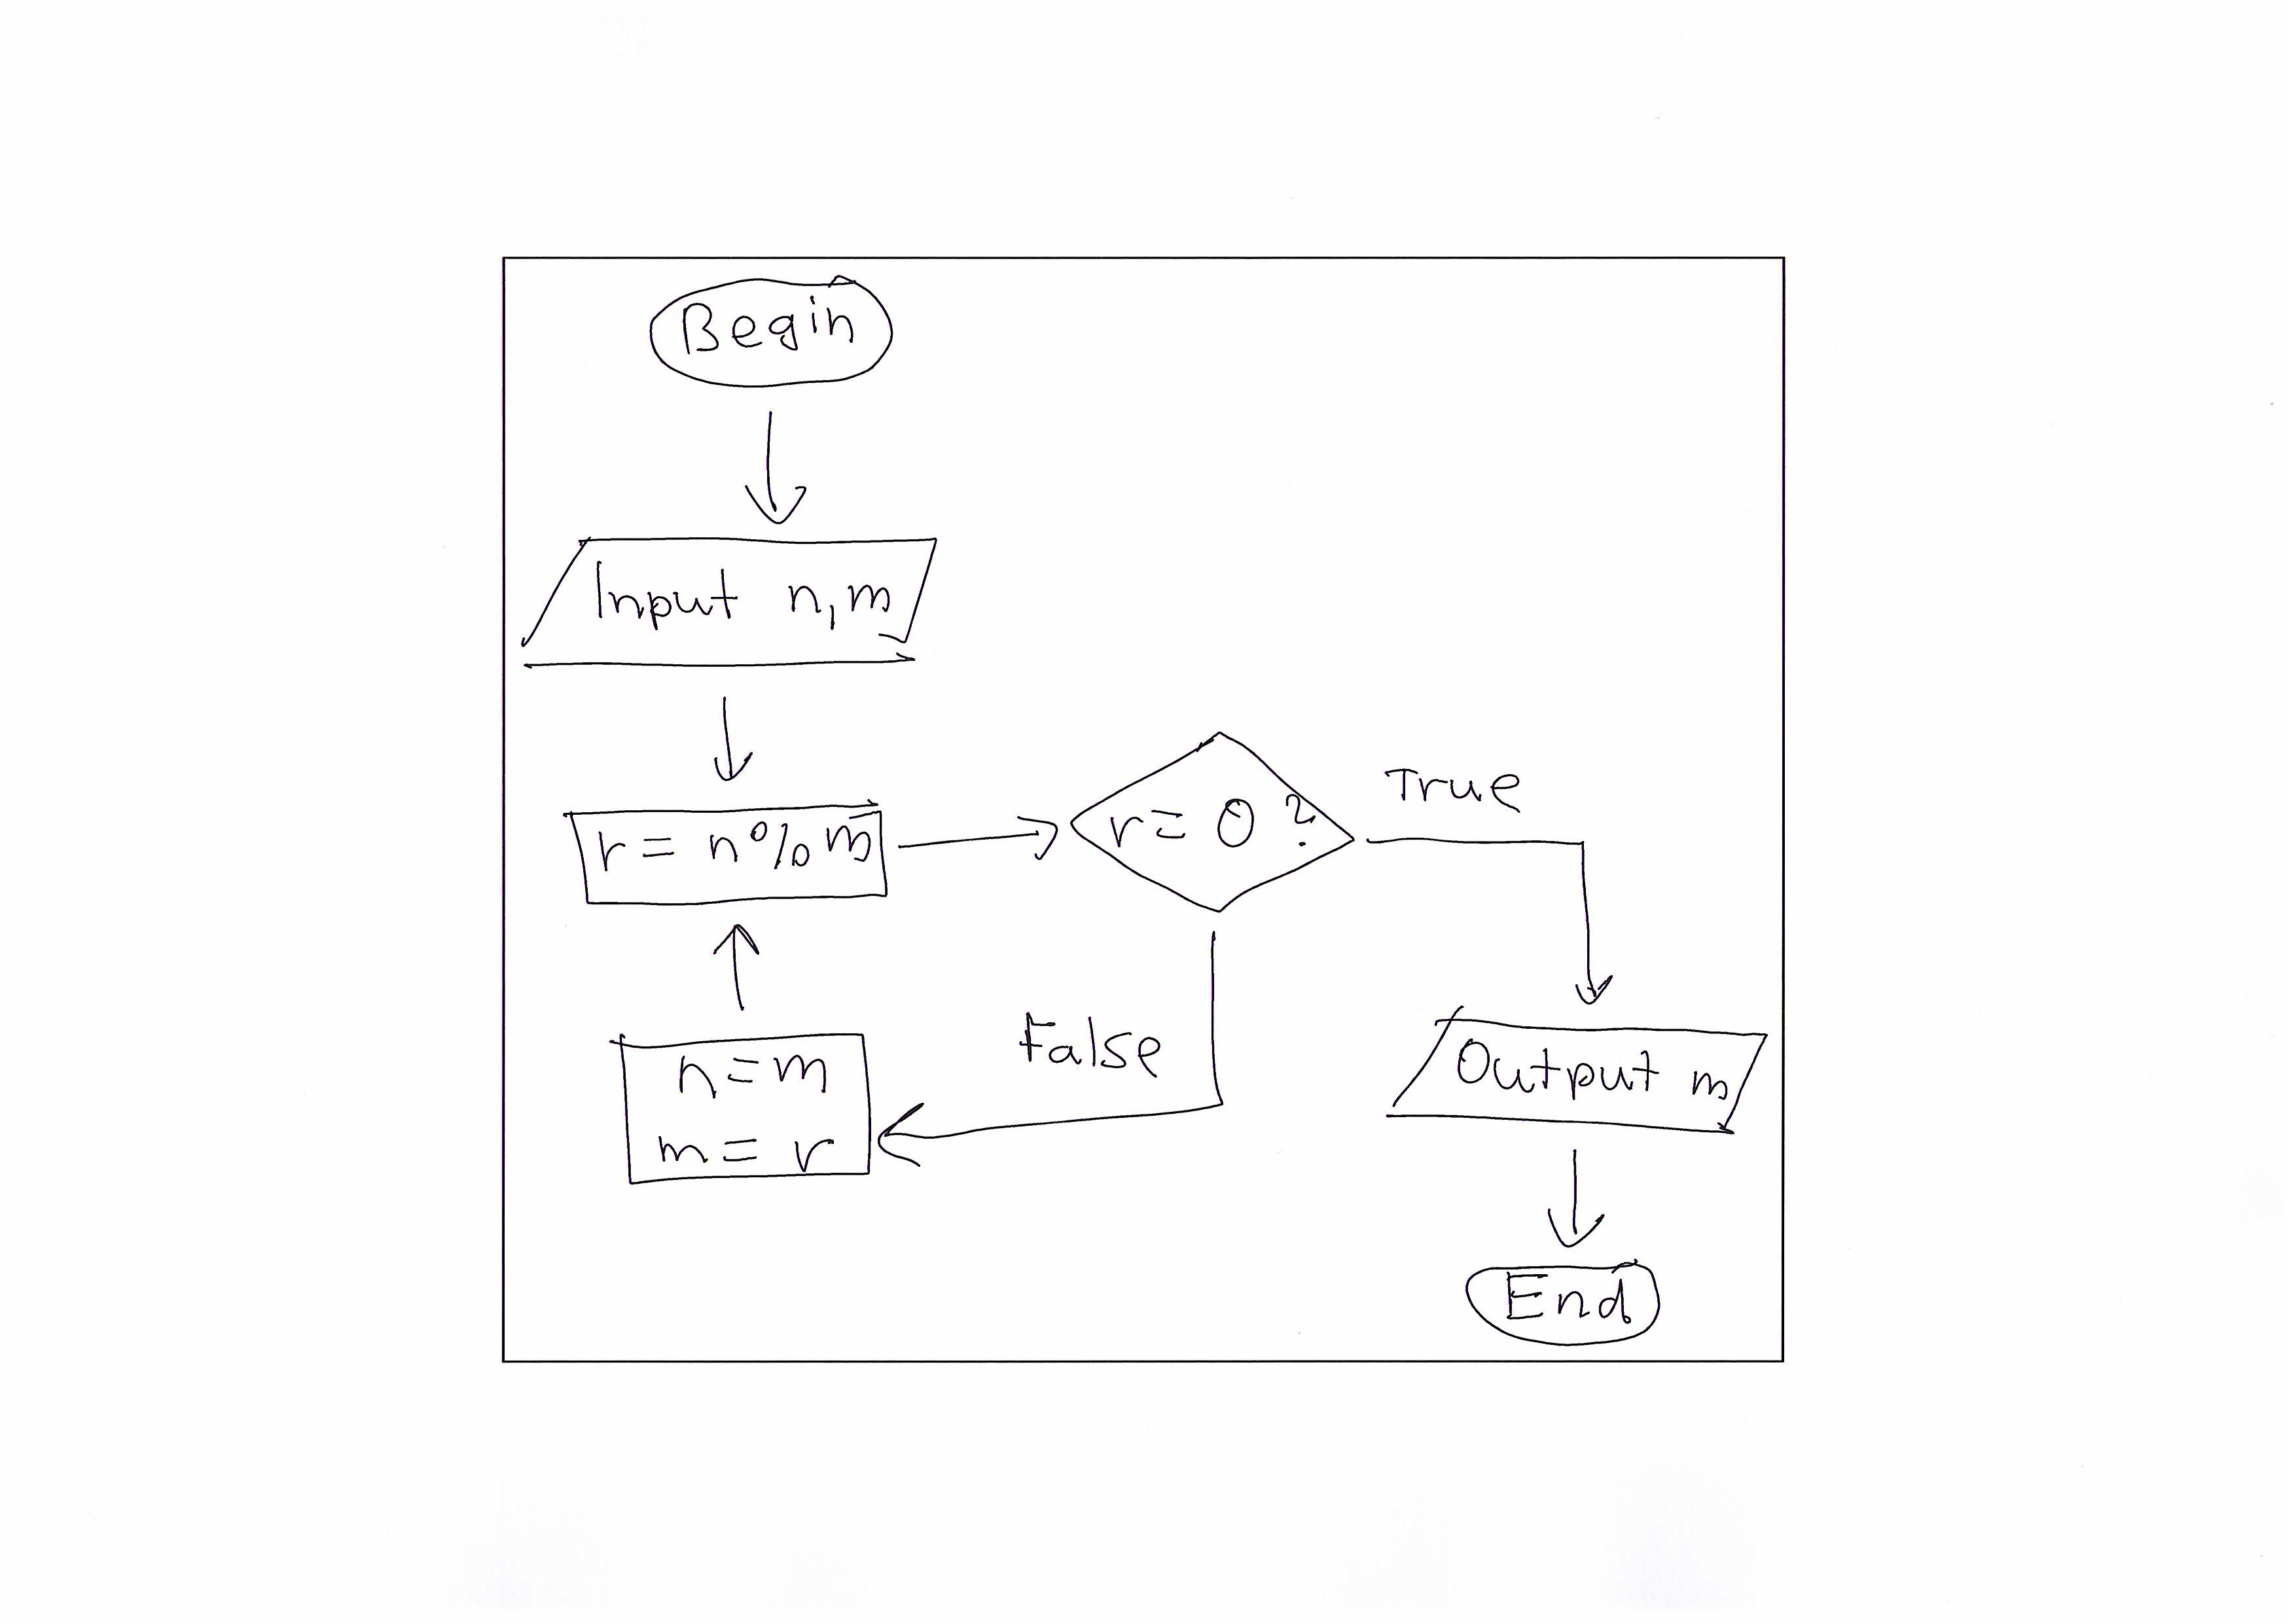 Begin
Input n,m
r = n%m
r = 0 ?
True
False
n = m
m = r
Output m
End